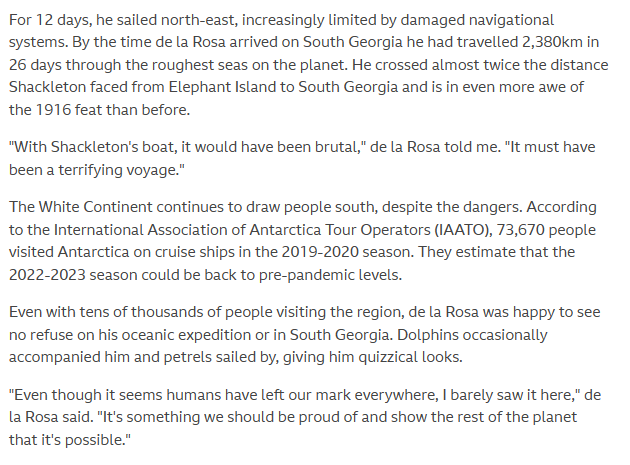 For 12 days, he sailed north-east, increasingly limited by damaged navigational
systems. By the time de la Rosa arrived on South Georgia he had travelled 2,380km in
26 days through the roughest seas on the planet. He crossed almost twice the distance
Shackleton faced from Elephant Island to South Georgia and is in even more awe of
the 1916 feat than before.
"With Shackleton's boat, it would have been brutal," de la Rosa told me. "It must have
been a terrifying voyage."
The White Continent continues to draw people south, despite the dangers. According
to the International Association of Antarctica Tour Operators (IAATO), 73,670 people
visited Antarctica on cruise ships in the 2019-2020 season. They estimate that the
2022-2023 season could be back to pre-pandemic levels.
Even with tens of thousands of people visiting the region, de la Rosa was happy to see
no refuse on his oceanic expedition or in South Georgia. Dolphins occasionally
accompanied him and petrels sailed by, giving him quizzical looks.
"Even though it seems humans have left our mark everywhere, I barely saw it here," de
la Rosa said. "It's something we should be proud of and show the rest of the planet
that it's possible."